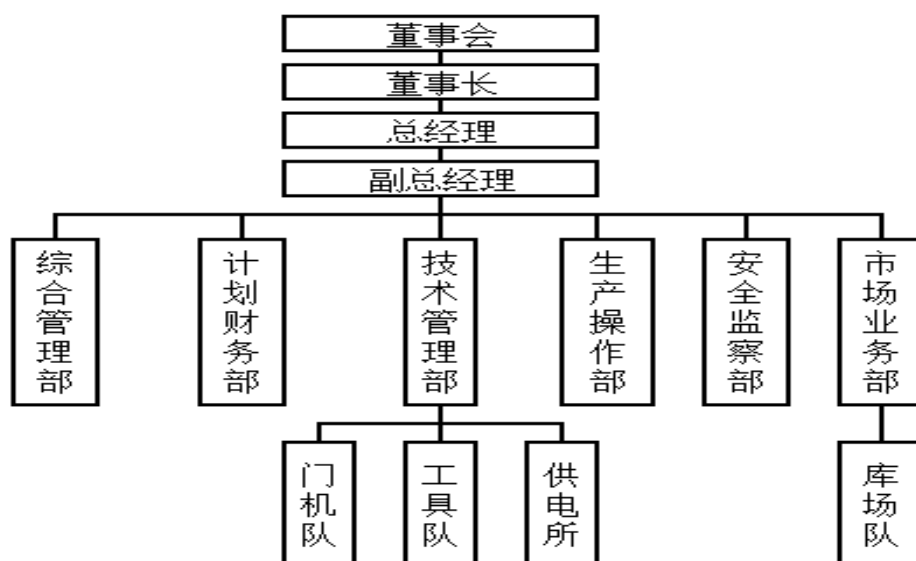 董事会
董事长
总经理
副总经理
综合管理部
计划财务部
技术管理部
生产操作部
安全监察部
市场业务部
门机队
工具队
供电所
库场队